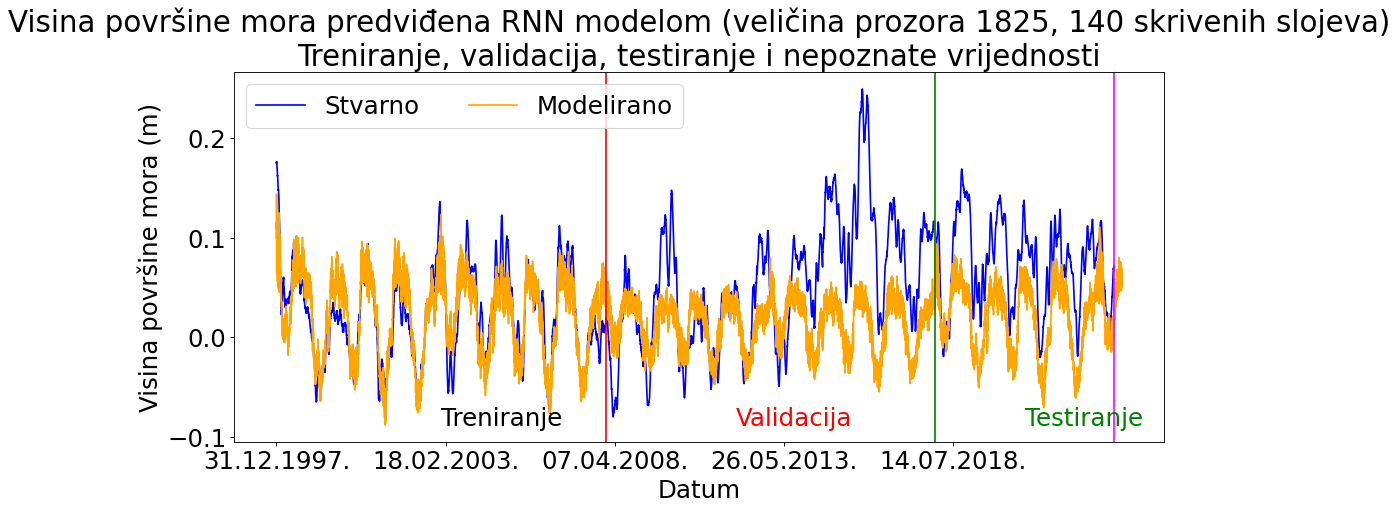 Visina površine mora predviđena RNN modelom (veličina prozora 1825, 140 skrivenih slojeva)
Treniranje, validacija, testiranje i nepoznate vrijednosti
Stvarno Modelirano
Visina površine mora (m)
0.2
0.1
0.0
−0.1
Treniranje Validacija Testiranje
31.12.1997. 18.02.2003. 07.04.2008. 26.05.2013. 14.07.2018.
Datum